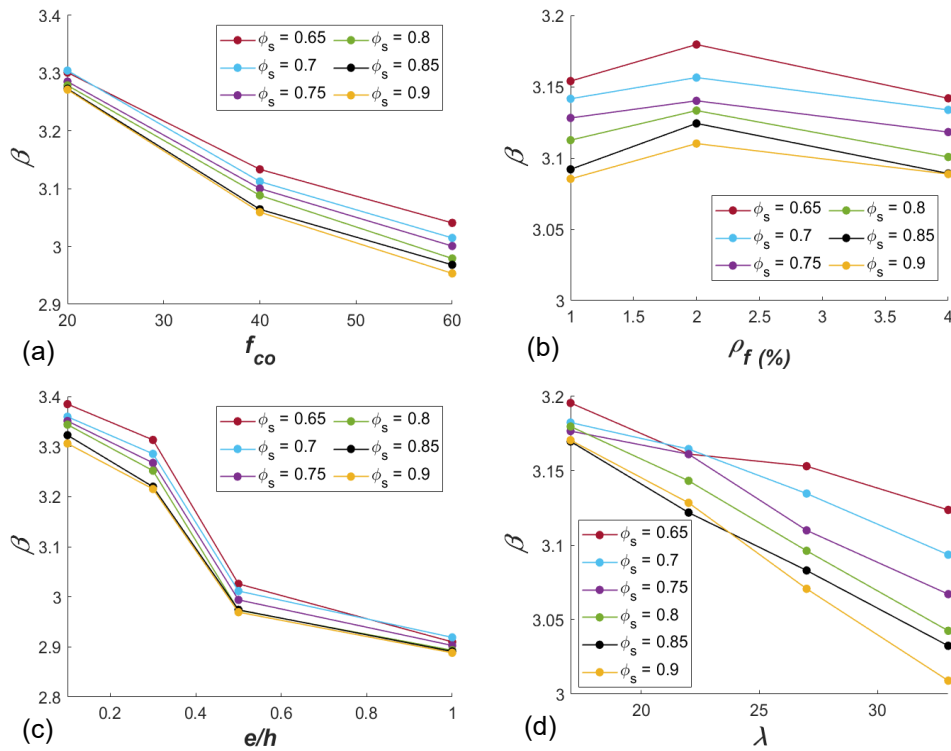 3.4
3.3
3.2
3.1
3
2.9
β
ϕs = 0.65
ϕs = 0.7
ϕs = 0.75
ϕs = 0.8
ϕs = 0.85
ϕs = 0.9
20 30 40 50 60
fco
(a)
3.2
3.15
3.1
3.05
3
β
ϕs = 0.65
ϕs = 0.7
ϕs = 0.75
ϕs = 0.8
ϕs = 0.85
ϕs = 0.9
1 1.5 2 2.5 3 3.5 4
ρf (%)
(b)
3.4
3.3
3.2
3.1
3
2.9
2.8
β
ϕs = 0.65
ϕs = 0.7
ϕs = 0.75
ϕs = 0.8
ϕs = 0.85
ϕs = 0.9
0.2 0.4 0.6 0.8 1
e/h
(c)
3.2
3.15
3.1
3.05
3
β
ϕs = 0.65
ϕs = 0.7
ϕs = 0.75
ϕs = 0.8
ϕs = 0.85
ϕs = 0.9
20 25 30
λ
(d)